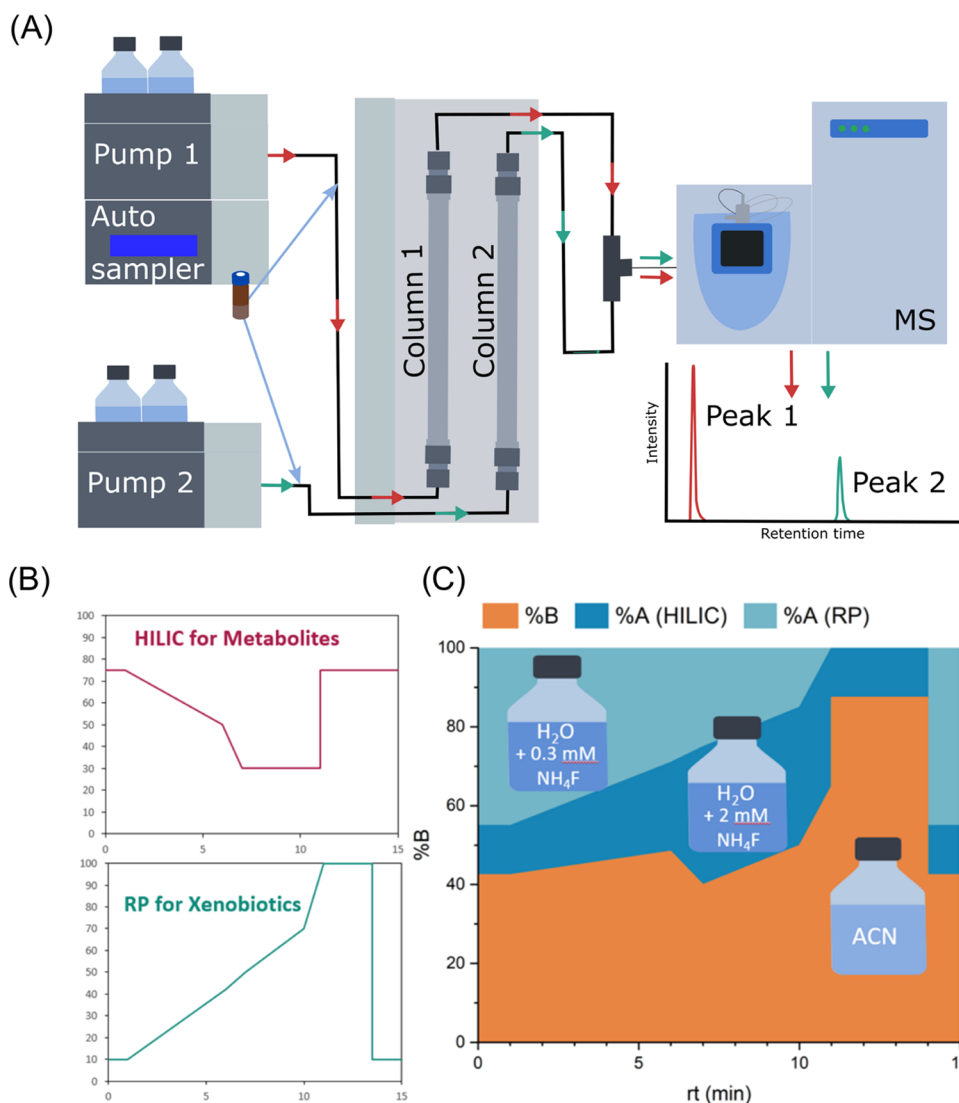 (A)
Pump 1
Auto
sampler
Pump 2
Column 1
Column 2
MS
Intensity
Peak 1
Peak 2
Retention time
(B)
HILIC for Metabolites
100
90
80
70
60
50
40
30
20
10
0
0
5
10
15
RP for Xenobiotics
100
90
80
70
60
50
40
30
20
10
0
0
5
10
15
(C)
%B
%A (HILIC)
%A (RP)
%B
100
80
60
40
20
0
H2O
+ 0.3 mM
NH4F
H2O
+ 2 mM
NH4F
ACN
0
5
10
rt (min)